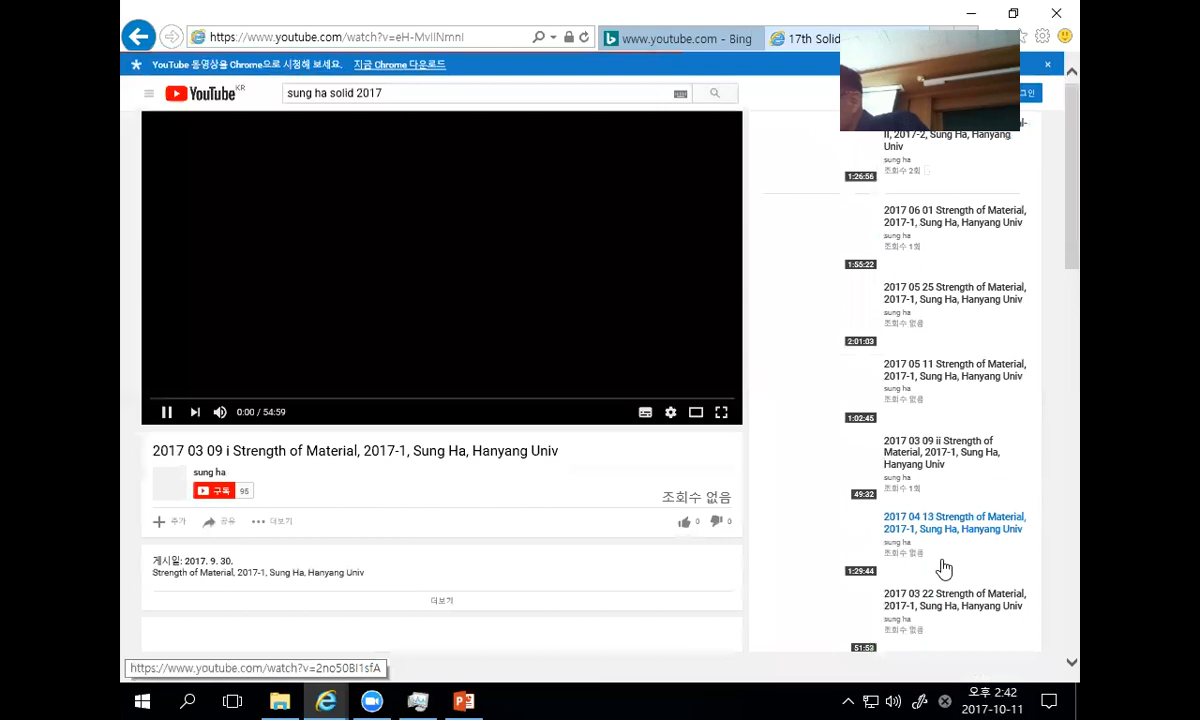 https://www.youtube.com/watch?v=eH-MvIlNmnI
www.youtube.com - Bing
17th Solid
YouTube 동영상을 Chrome으로 시청해 보세요. 지금 Chrome 다운로드
YouTube KR
sung ha solid 2017
로그인
II, 2017-2, Sung Ha, Hanyang
Univ
sung ha
조회수 2회
1:26:56
2017 06 01 Strength of Material,
2017-1, Sung Ha, Hanyang Univ
sung ha
조회수 1회
1:55:22
2017 05 25 Strength of Material,
2017-1, Sung Ha, Hanyang Univ
sung ha
조회수 없음
2:01:03
2017 05 11 Strength of Material,
2017-1, Sung Ha, Hanyang Univ
sung ha
조회수 없음
1:02:45
2017 03 09 ii Strength of
Material, 2017-1, Sung Ha,
Hanyang Univ
sung ha
조회수 1회
49:32
2017 04 13 Strength of Material,
2017-1, Sung Ha, Hanyang Univ
sung ha
조회수 없음
1:29:44
2017 03 22 Strength of Material,
2017-1, Sung Ha, Hanyang Univ
sung ha
조회수 없음
51:53
0:00 / 54:59
2017 03 09 i Strength of Material, 2017-1, Sung Ha, Hanyang Univ
sung ha
구독 95
조회수 없음
추가 공유 더보기
0 0
게시일: 2017. 9. 30.
Strength of Material, 2017-1, Sung Ha, Hanyang Univ
더보기
https://www.youtube.com/watch?v=2no50BI1sfA
오후 2:42
2017-10-11